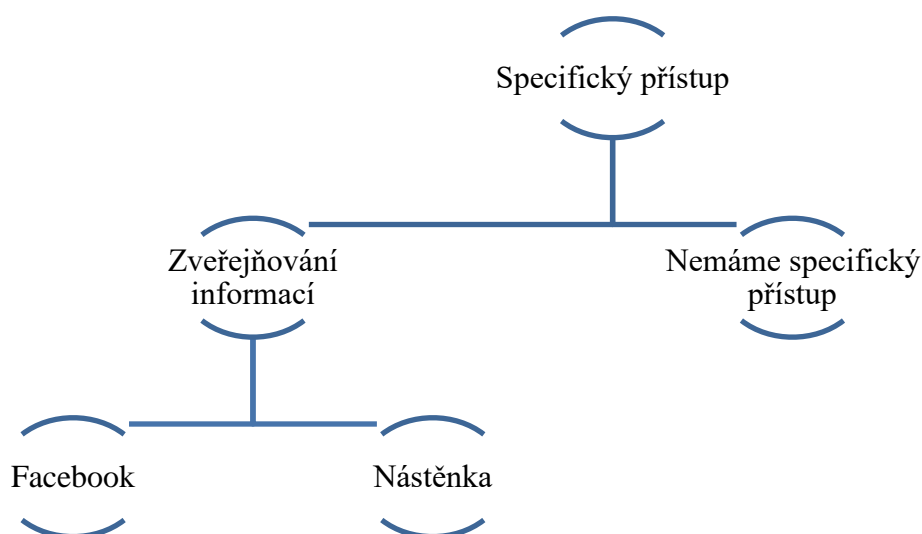 Specifický přístup
Zveřejňování
informací
Nemáme specifický
přístup
Facebook
Nástěnka